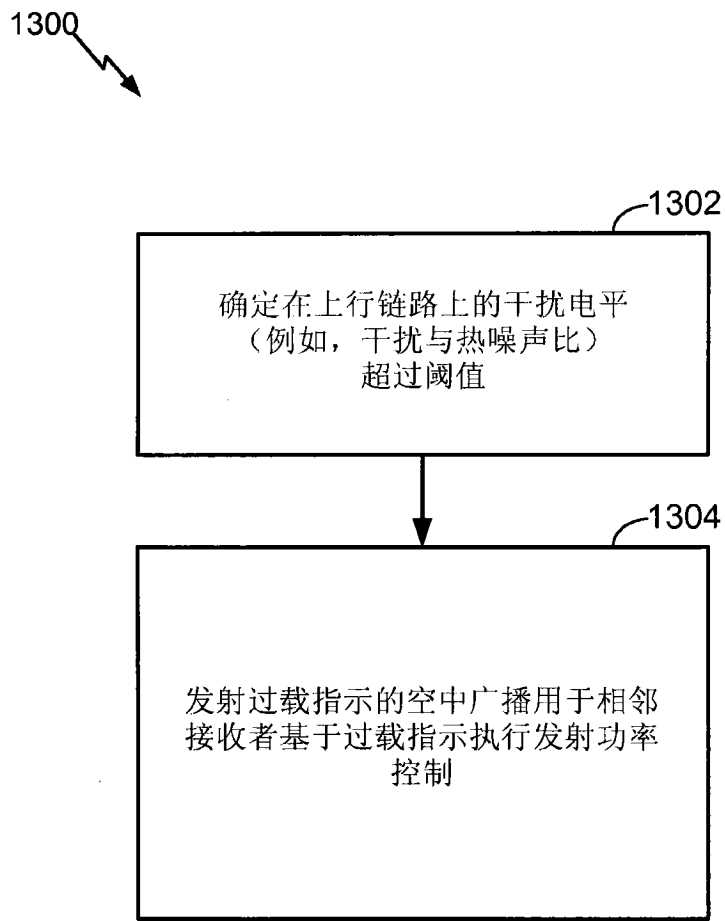 1300
1302
确定在上行链路上的干扰电平
（例如，干扰与热噪声比）
超过阈值
1304
发射过载指示的空中广播用于相邻
接收者基于过载指示执行发射功率
控制